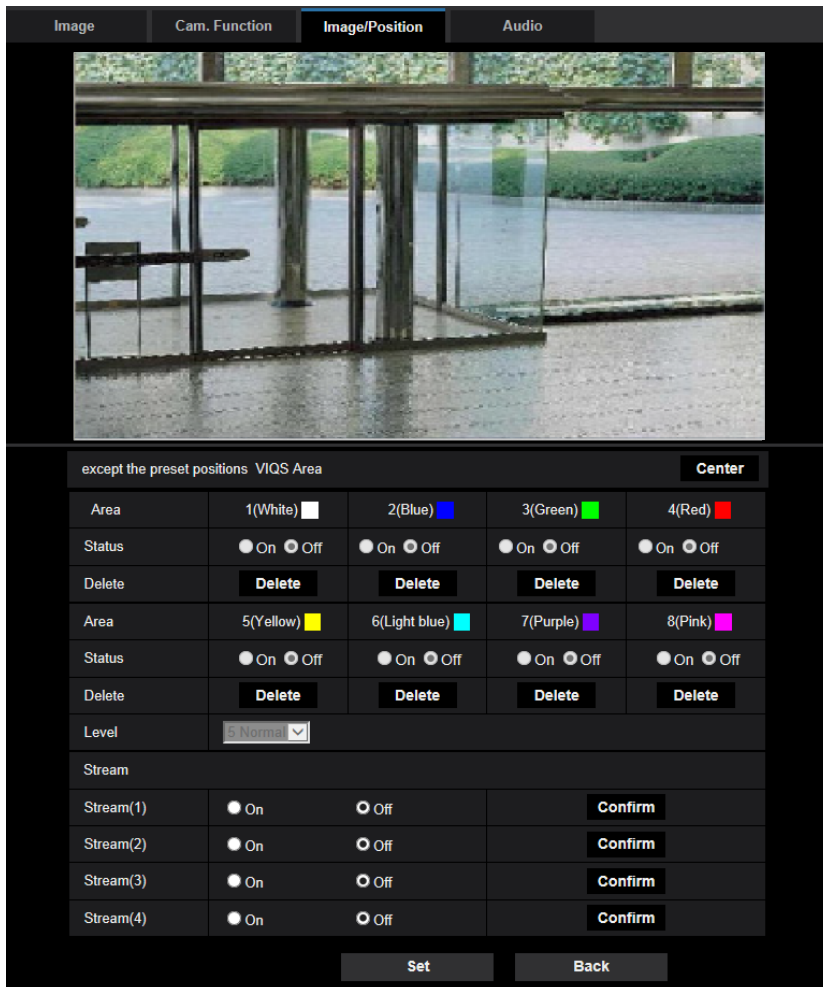 Image Cam. Function Image/Position Audio
except the preset positions VIQS Area Center
Area 1(White) 2(Blue) 3(Green) 4(Red)
Status On Off On Off On Off On Off
Delete Delete Delete Delete Delete
Area 5(Yellow) 6(Light blue) 7(Purple) 8(Pink)
Status On Off On Off On Off On Off
Delete Delete Delete Delete Delete
Level 5 Normal
Stream
Stream(1) On Off Confirm
Stream(2) On Off Confirm
Stream(3) On Off Confirm
Stream(4) On Off Confirm
Set Back